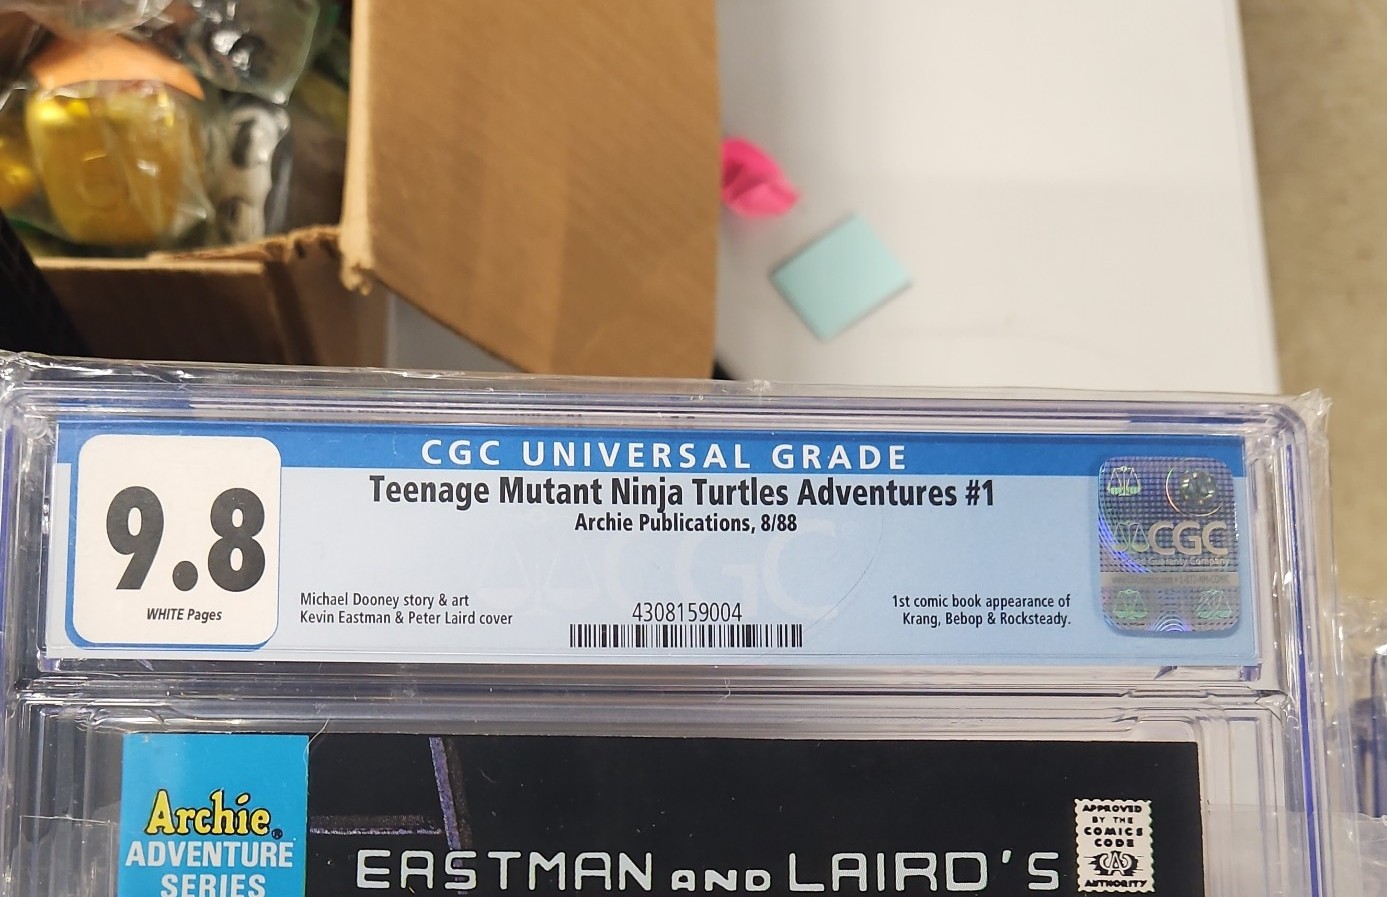 CGC UNIVERSAL GRADE
9.8
WHITE Pages
Teenage Mutant Ninja Turtles Adventures #1
Archie Publications, 8/88
Michael Dooney story & art
Kevin Eastman & Peter Laird cover
4308159004
1st comic book appearance of
Krang, Bebop & Rocksteady.
CGC
Archie®
ADVENTURE
SERIES
EASTMAN AND LAIRD'S
APPROVED
BY THE
COMICS
CODE
CA
AUTHORITY